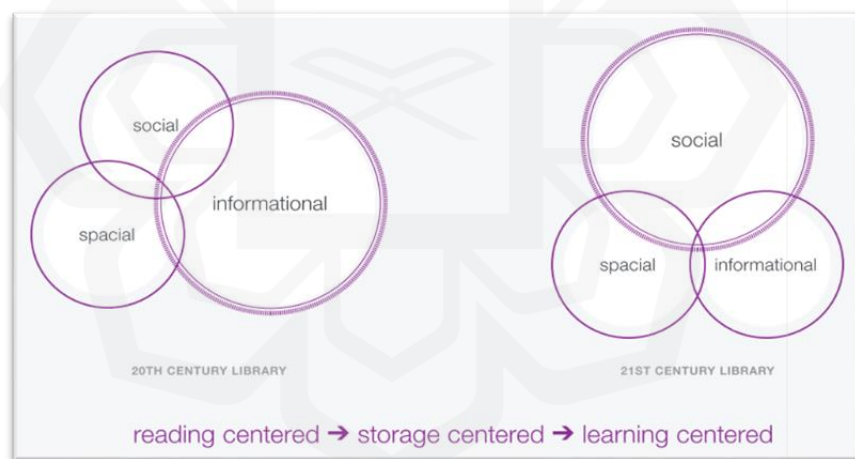 social
informational
spacial
20TH CENTURY LIBRARY
social
spacial
informational
21ST CENTURY LIBRARY
reading centered ➔ storage centered ➔ learning centered